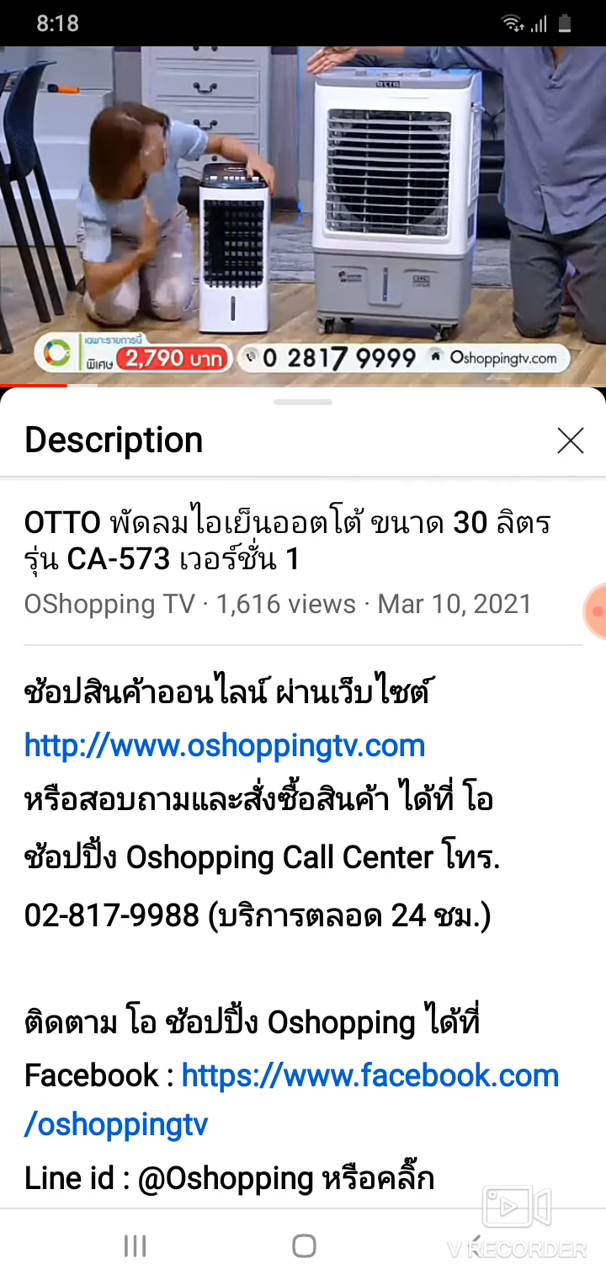 8:18
OTTO
เฉพาะรายการนี้
พิเศษ 2,790 บาท 0 2817 9999 Oshoppingtv.com
Description
OTTO พัดลมไอเย็นออตโต้ ขนาด 30 ลิตร
รุ่น CA-573 เวอร์ชั่น 1
OShopping TV · 1,616 views · Mar 10, 2021
ช้อปสินค้าออนไลน์ ผ่านเว็บไซต์
http://www.oshoppingtv.com
หรือสอบถามและสั่งซื้อสินค้า ได้ที่ โอ
ช้อปปิ้ง Oshopping Call Center โทร.
02-817-9988 (บริการตลอด 24 ชม.)
ติดตาม โอ ช้อปปิ้ง Oshopping ได้ที่
Facebook : https://www.facebook.com
/oshoppingtv
Line id : @Oshopping หรือคลิ๊ก
V RECORDER